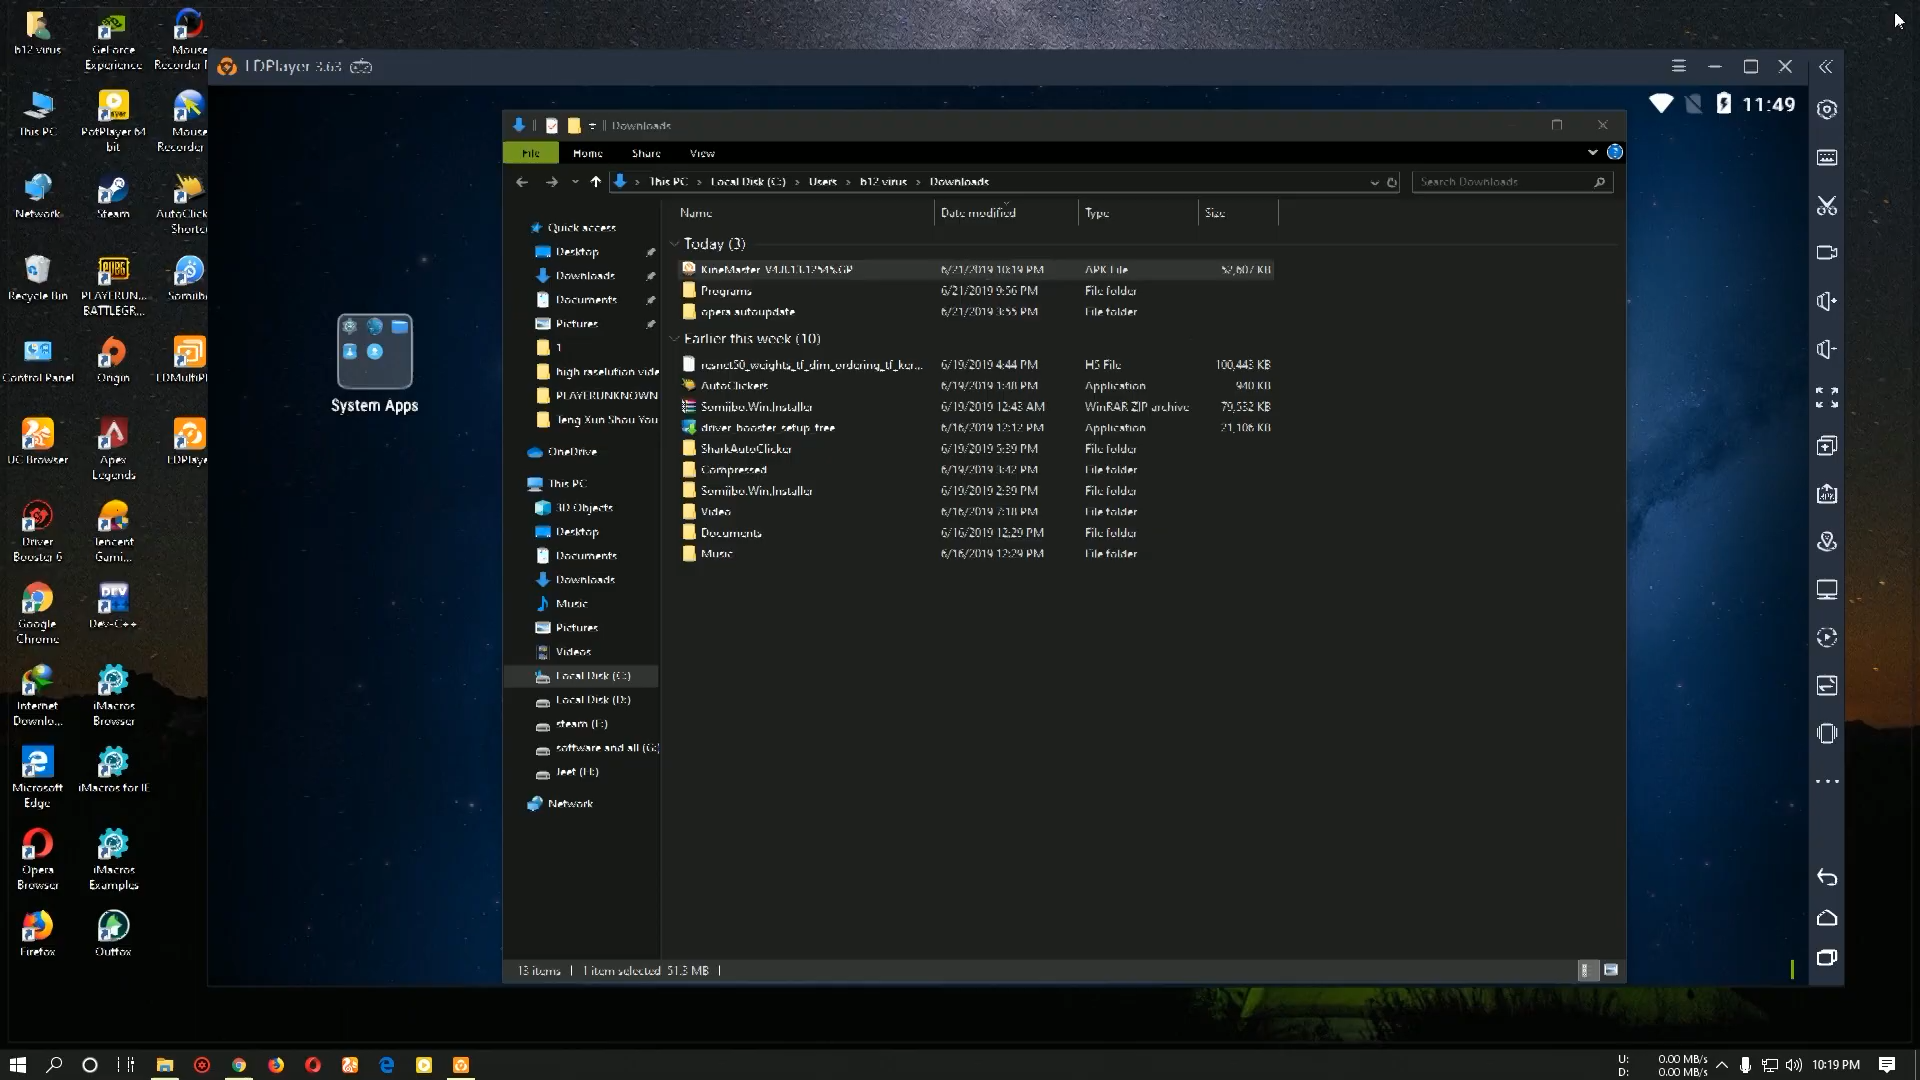 b12 virus
GeForce
Experience
Mouse
Recorder
This PC
PotPlayer 64
bit
Mouse
Recorder
Network
Steam
AutoClick
Shortc
Recycle Bin
PLAYERUN...
BATTLEGR...
Somiibo
Control Panel
Origin
LDMultiPl
UC Browser
Apex
Legends
LDPlaye
Driver
Booster 6
Tencent
Gami...
Google
Chrome
Dev-C++
Internet
Downlo...
iMacros
Browser
Microsoft
Edge
iMacros for IE
Opera
Browser
iMacros
Examples
Firefox
Outfox
LDPlayer 3.63
11:49
System Apps
Downloads
File
Home
Share
View
This PC
Local Disk (C:)
Users
b12 virus
Downloads
Search Downloads
Name
Date modified
Type
Size
Quick access
Desktop
Downloads
Documents
Pictures
1
high raselution vide
PLAYERUNKNOWN
Teng Xun Shou You
OneDrive
This PC
3D Objects
Desktop
Documents
Downloads
Music
Pictures
Videos
Local Disk (C:)
Local Disk (D:)
steam (E:)
software and all (G:)
Jeet (H:)
Network
Today (3)
KineMaster-V4.8.13.12545.GP 6/21/2019 10:19 PM APK File 52,607 KB
Programs 6/21/2019 9:56 PM File folder
opera autoupdate 6/21/2019 3:55 PM File folder
Earlier this week (10)
resnet50_weights_tf_dim_ordering_tf_ker... 6/19/2019 4:44 PM H5 File 100,443 KB
AutoClickers 6/19/2019 1:48 PM Application 940 KB
Somiibo.Win.Installer 6/19/2019 12:43 AM WinRAR ZIP archive 79,532 KB
driver_booster_setup_free 6/16/2019 12:12 PM Application 21,106 KB
SharkAutoClicker 6/19/2019 5:39 PM File folder
Compressed 6/19/2019 3:42 PM File folder
Somiibo.Win.Installer 6/19/2019 2:39 PM File folder
Video 6/16/2019 7:18 PM File folder
Documents 6/16/2019 12:29 PM File folder
Music 6/16/2019 12:29 PM File folder
13 items
1 item selected 51.3 MB
U: 0.00 MB/s
D: 0.00 MB/s
10:19 PM